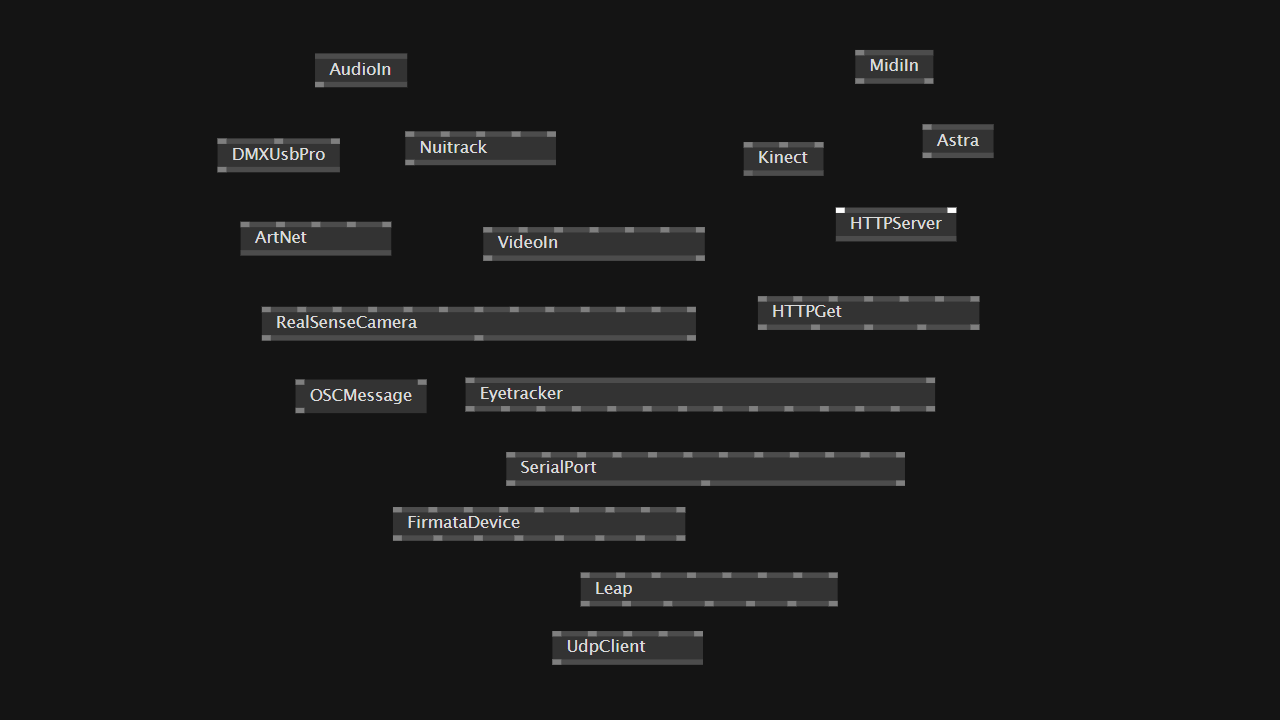 AudioIn
MidiIn
DMXUsbPro
Nuitrack
Kinect
Astra
ArtNet
VideoIn
HTTPServer
RealSenseCamera
HTTPGet
OSCMessage
Eyetracker
SerialPort
FirmataDevice
Leap
UdpClient